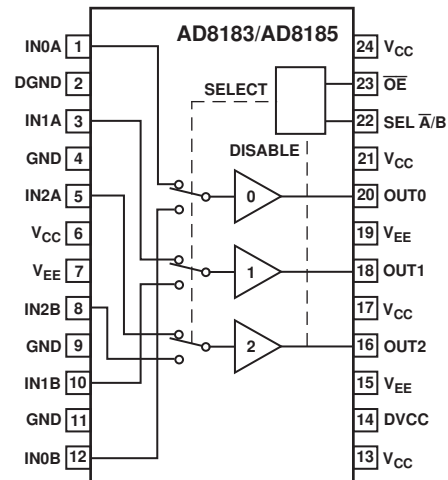 AD8183/AD8185
IN0A 1
DGND 2
IN1A 3
GND 4
IN2A 5
VCC 6
VEE 7
IN2B 8
GND 9
IN1B 10
GND 11
IN0B 12
SELECT
DISABLE
0
1
2
24 VCC
23 O̅E̅
22 SEL A̅/B
21 VCC
20 OUT0
19 VEE
18 OUT1
17 VCC
16 OUT2
15 VEE
14 DVCC
13 VCC